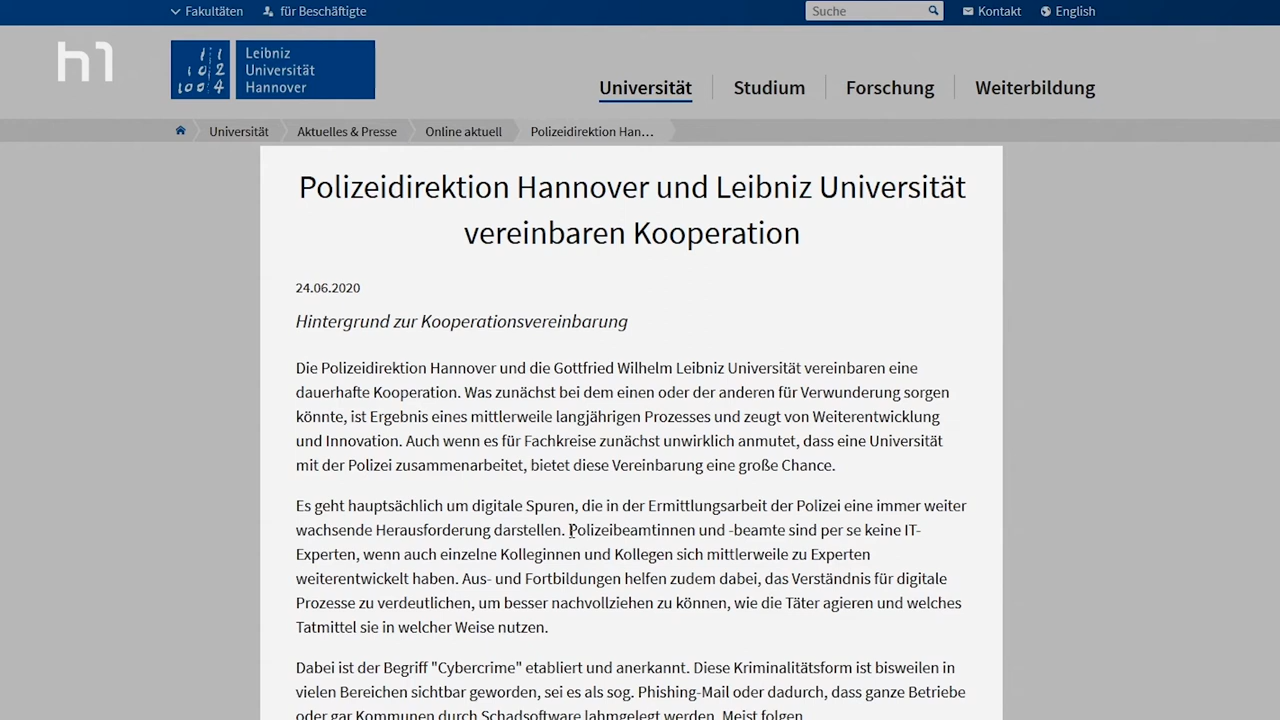 Fakultäten für Beschäftigte Suche Kontakt English
h1
Leibniz
Universität
Hannover
Universität Studium Forschung Weiterbildung
Universität Aktuelles & Presse Online aktuell Polizeidirektion Han…
Polizeidirektion Hannover und Leibniz Universität
vereinbaren Kooperation
24.06.2020
Hintergrund zur Kooperationsvereinbarung
Die Polizeidirektion Hannover und die Gottfried Wilhelm Leibniz Universität vereinbaren eine
dauerhafte Kooperation. Was zunächst bei dem einen oder der anderen für Verwunderung sorgen
könnte, ist Ergebnis eines mittlerweile langjährigen Prozesses und zeugt von Weiterentwicklung
und Innovation. Auch wenn es für Fachkreise zunächst unwirklich anmutet, dass eine Universität
mit der Polizei zusammenarbeitet, bietet diese Vereinbarung eine große Chance.
Es geht hauptsächlich um digitale Spuren, die in der Ermittlungsarbeit der Polizei eine immer weiter
wachsende Herausforderung darstellen. Polizeibeamtinnen und -beamte sind per se keine IT-
Experten, wenn auch einzelne Kolleginnen und Kollegen sich mittlerweile zu Experten
weiterentwickelt haben. Aus- und Fortbildungen helfen zudem dabei, das Verständnis für digitale
Prozesse zu verdeutlichen, um besser nachvollziehen zu können, wie die Täter agieren und welches
Tatmittel sie in welcher Weise nutzen.
Dabei ist der Begriff "Cybercrime" etabliert und anerkannt. Diese Kriminalitätsform ist bisweilen in
vielen Bereichen sichtbar geworden, sei es als sog. Phishing-Mail oder dadurch, dass ganze Betriebe
oder gar Kommunen durch Schadsoftware lahmgelegt werden. Meist folgen